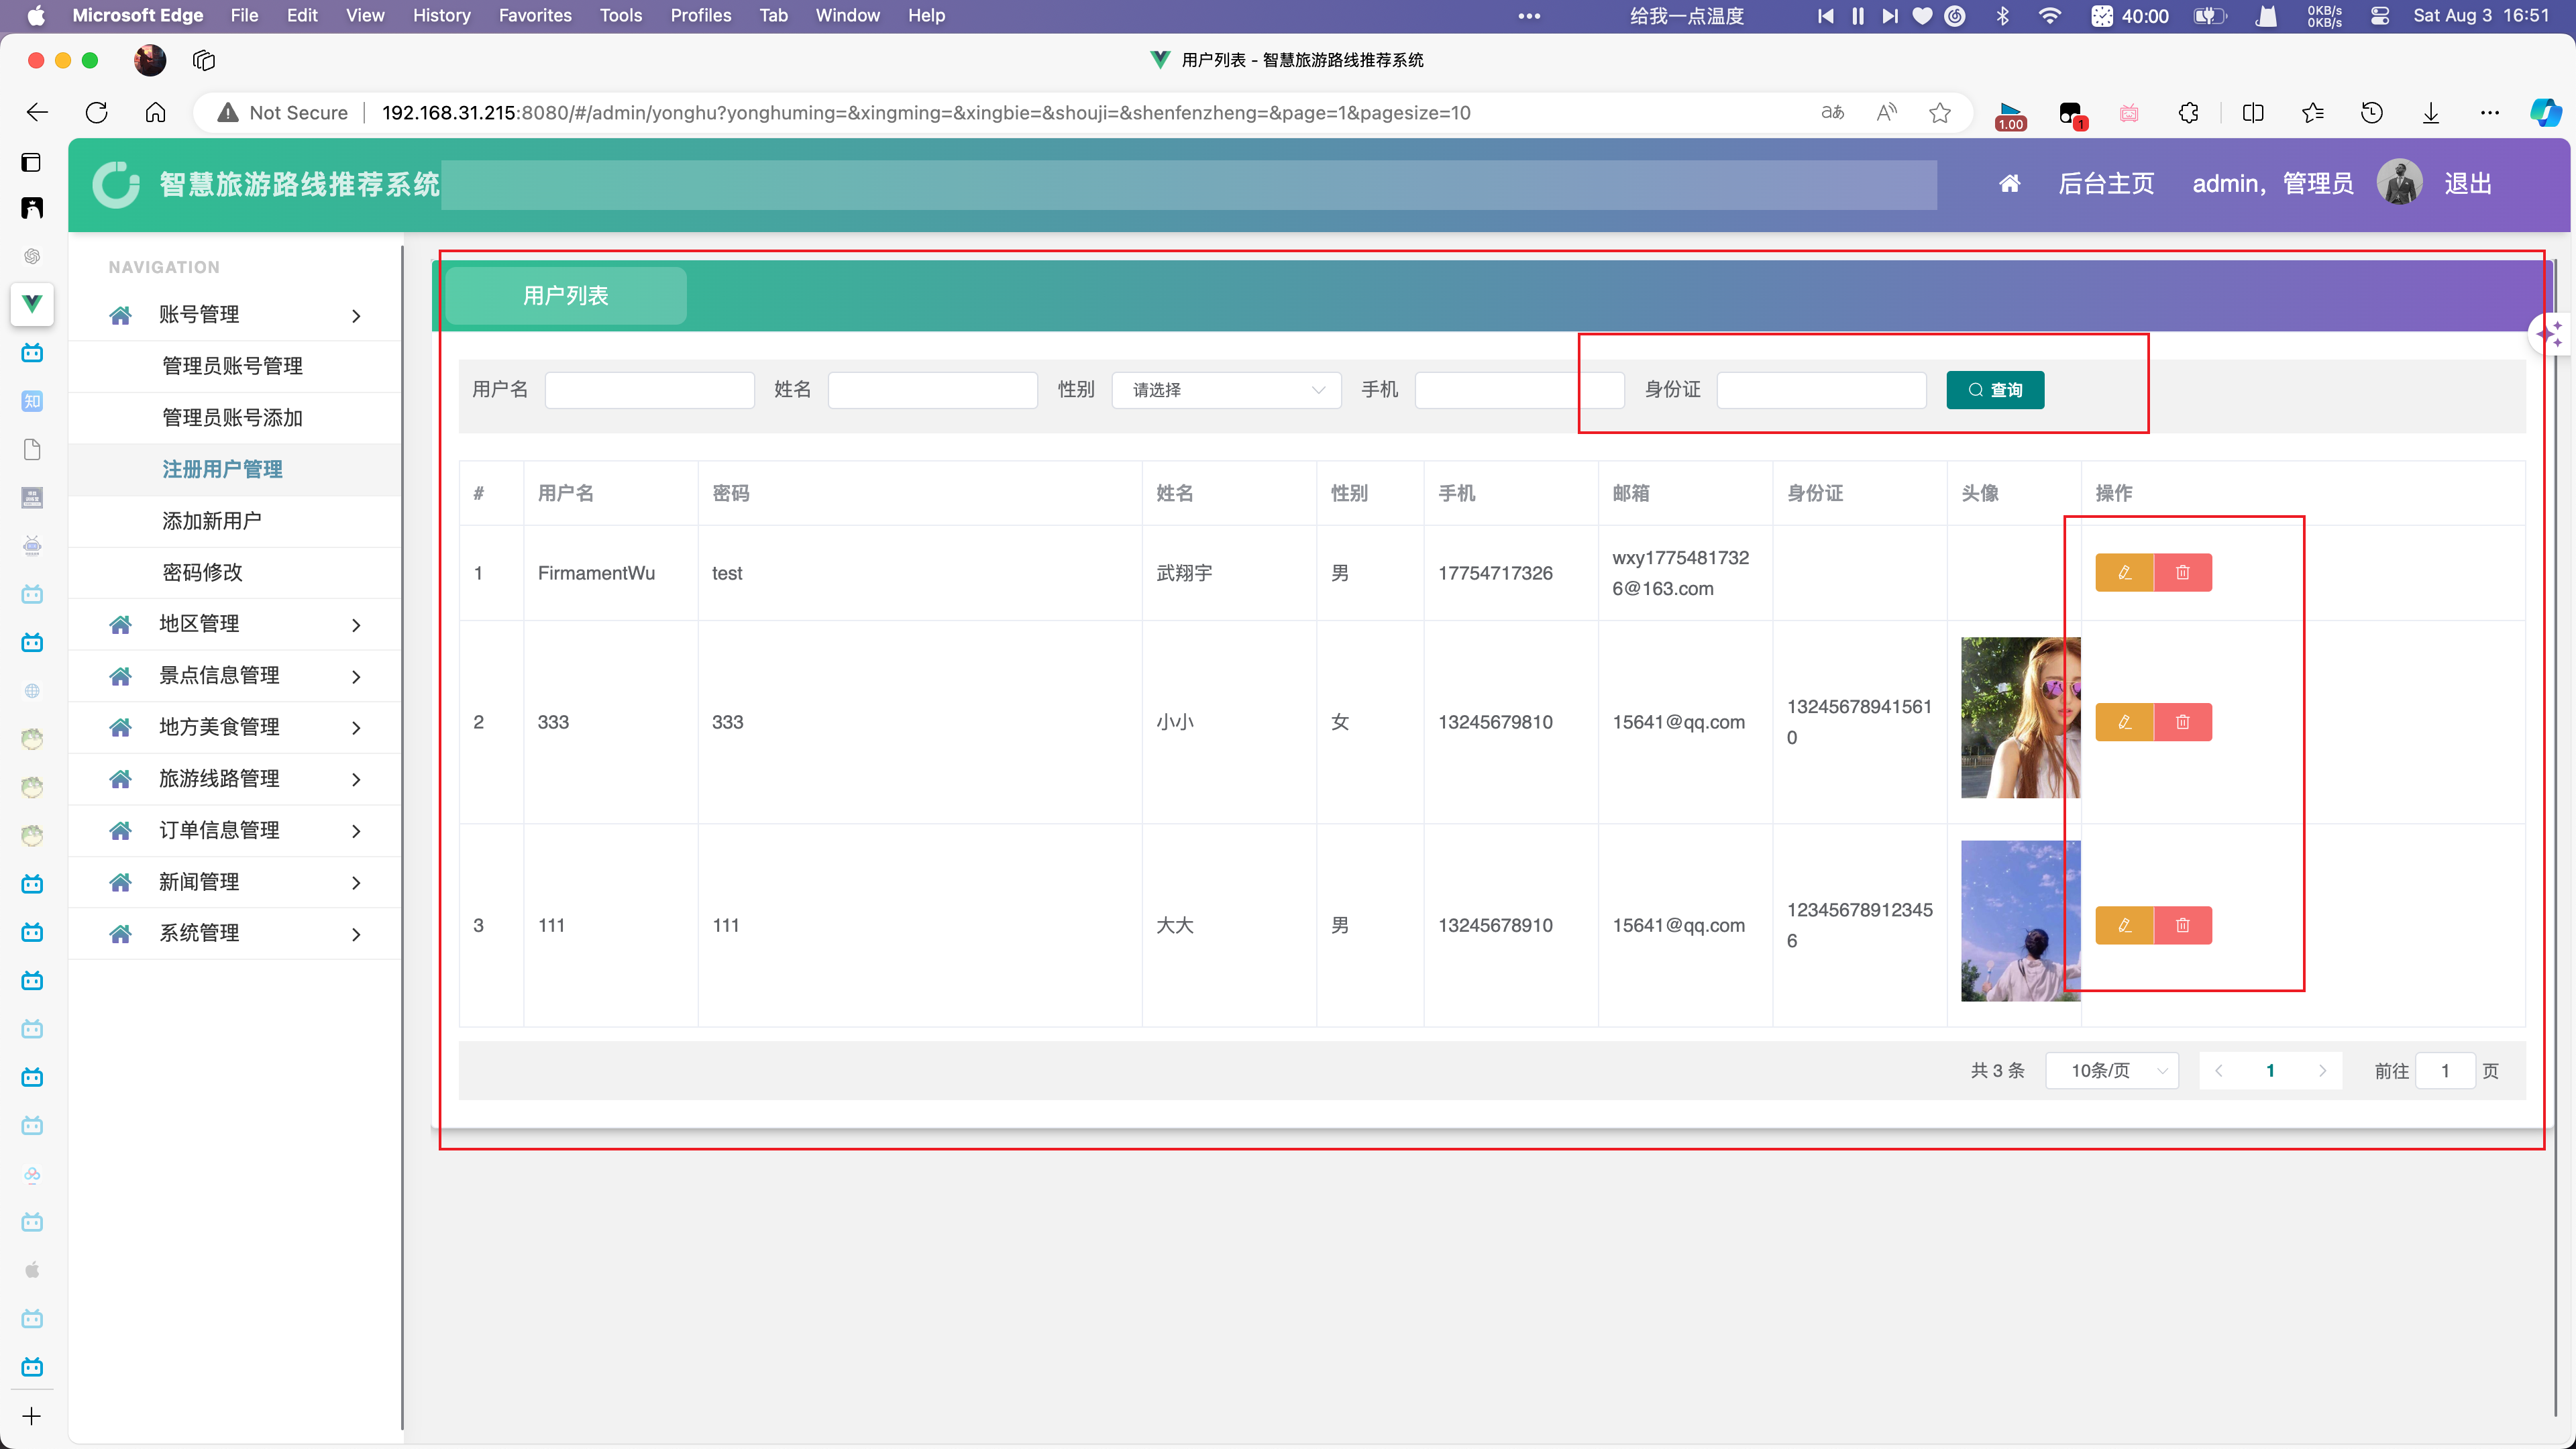 Microsoft Edge File Edit View History Favorites Tools Profiles Tab Window Help ••• 给我一点温度 40:00 0KB/s 0KB/s Sat Aug 3 16:51
用户列表 - 智慧旅游路线推荐系统
Not Secure 192.168.31.215:8080/#/admin/yonghu?yonghuming=&xingming=&xingbie=&shouji=&shenfenzheng=&page=1&pagesize=10 1.00 1
智慧旅游路线推荐系统 后台主页 admin，管理员 退出
NAVIGATION
账号管理
管理员账号管理
管理员账号添加
注册用户管理
添加新用户
密码修改
地区管理
景点信息管理
地方美食管理
旅游线路管理
订单信息管理
新闻管理
系统管理
知
用户列表
用户名 姓名 性别 请选择 手机 身份证 查询
# 用户名 密码 姓名 性别 手机 邮箱 身份证 头像 操作
1 FirmamentWu test 武翔宇 男 17754717326 wxy1775481732
6@163.com
2 333 333 小小 女 13245679810 15641@qq.com 13245678941561
0
3 111 111 大大 男 13245678910 15641@qq.com 12345678912345
6
共 3 条 10条/页 1 前往 1 页